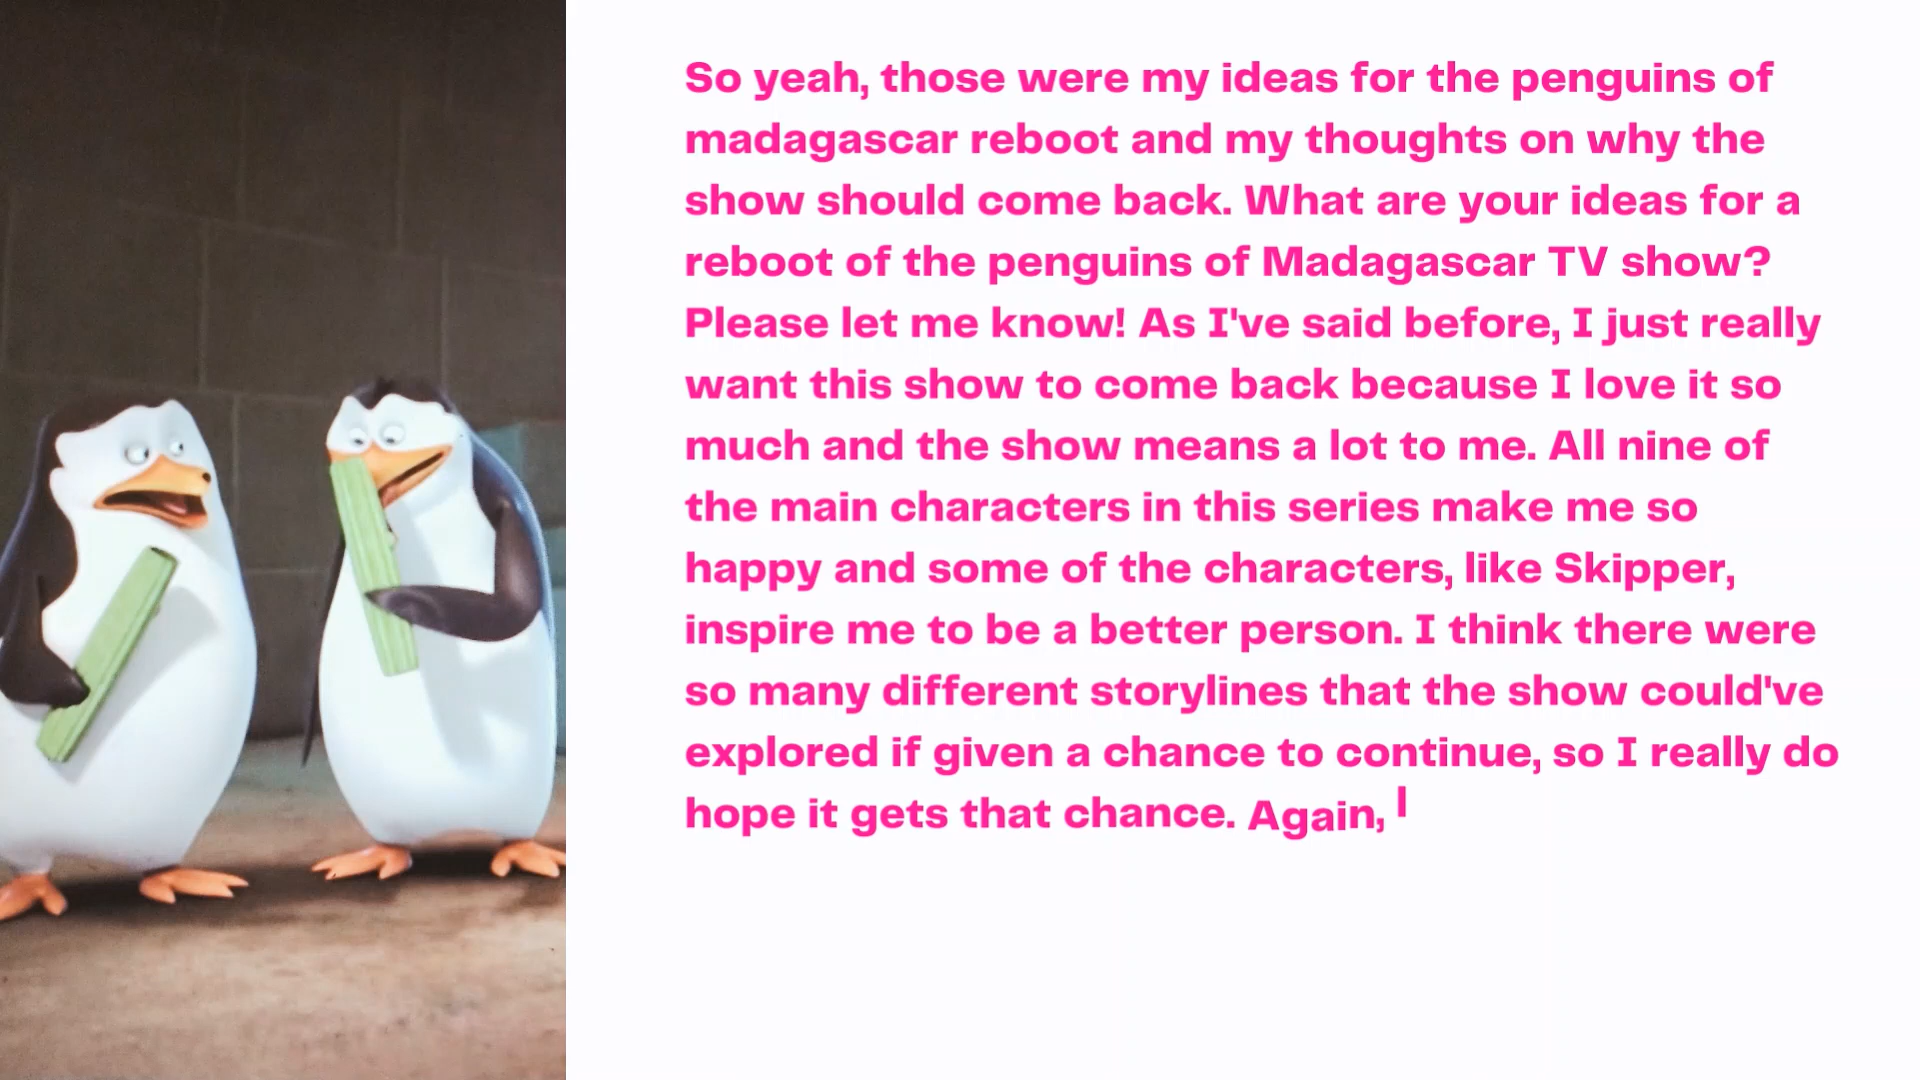 So yeah, those were my ideas for the penguins of
madagascar reboot and my thoughts on why the
show should come back. What are your ideas for a
reboot of the penguins of Madagascar TV show?
Please let me know! As I've said before, I just really
want this show to come back because I love it so
much and the show means a lot to me. All nine of
the main characters in this series make me so
happy and some of the characters, like Skipper,
inspire me to be a better person. I think there were
so many different storylines that the show could've
explored if given a chance to continue, so I really do
hope it gets that chance. Again, I